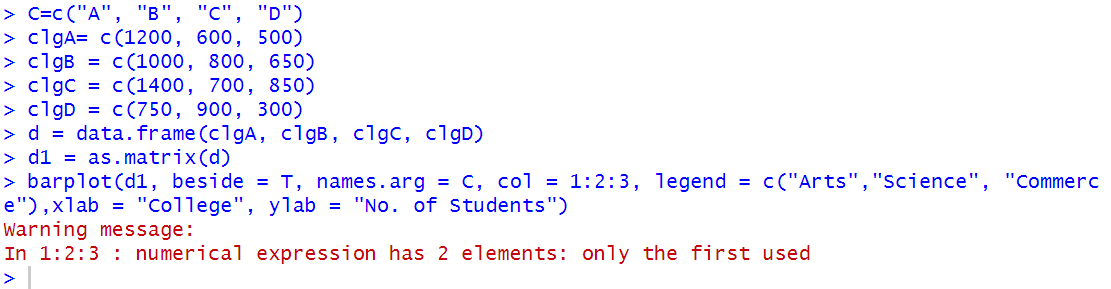 > C=c("A", "B", "C", "D")
> clgA= c(1200, 600, 500)
> clgB = c(1000, 800, 650)
> clgC = c(1400, 700, 850)
> clgD = c(750, 900, 300)
> d = data.frame(clgA, clgB, clgC, clgD)
> d1 = as.matrix(d)
> barplot(d1, beside = T, names.arg = C, col = 1:2:3, legend = c("Arts","Science", "Commerc
e"),xlab = "College", ylab = "No. of Students")
Warning message:
In 1:2:3 : numerical expression has 2 elements: only the first used
>